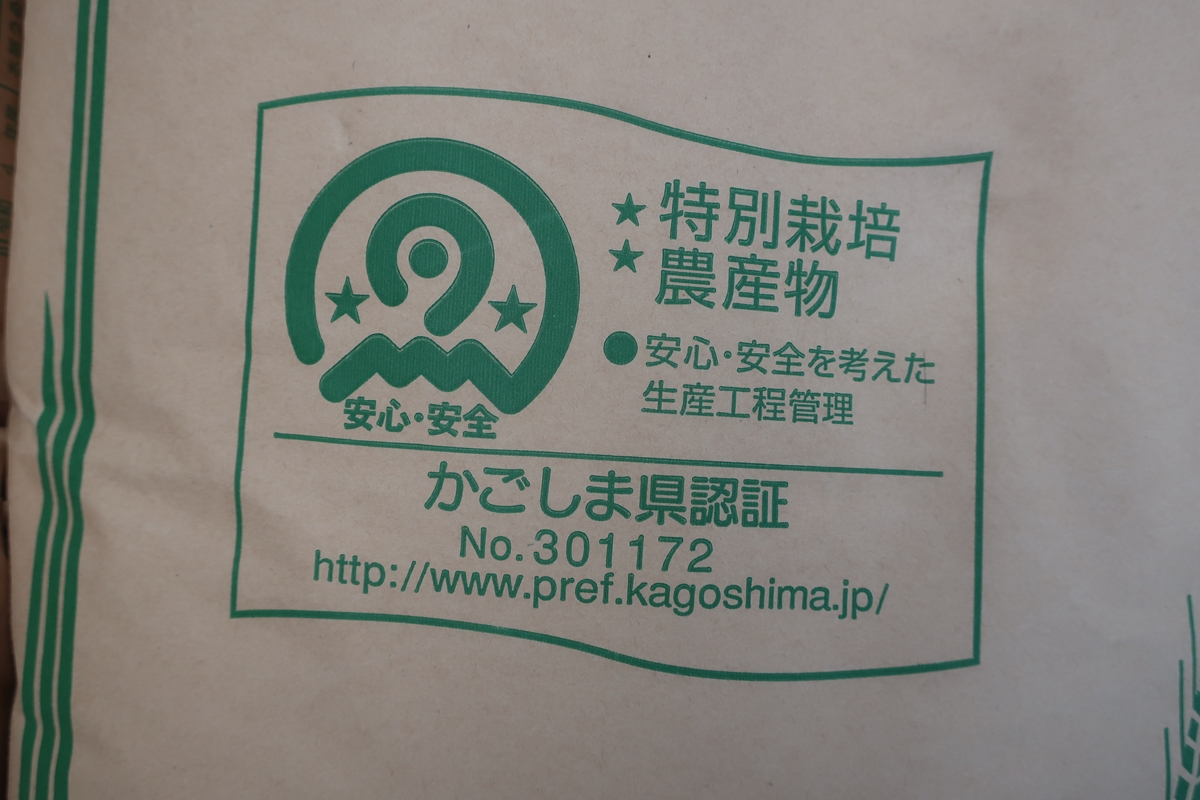 ★特別栽培
★農産物
●安心・安全を考えた
生産工程管理
安心・安全
かごしま県認証
No.301172
http://www.pref.kagoshima.jp/